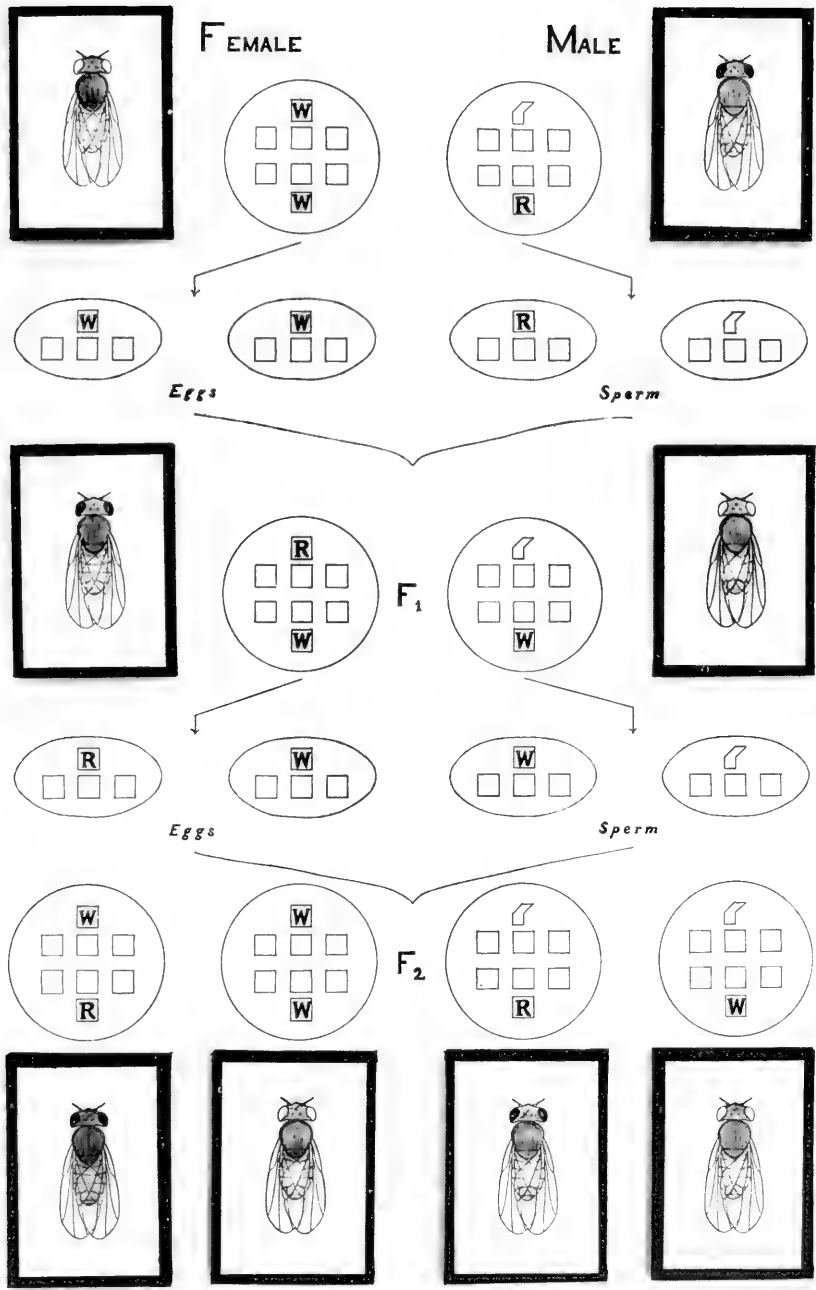 FEMALE MALE
W
W R
W W R
Eggs Sperm
R
F1
W W
R W W
Eggs Sperm
W W
F2
R W R W